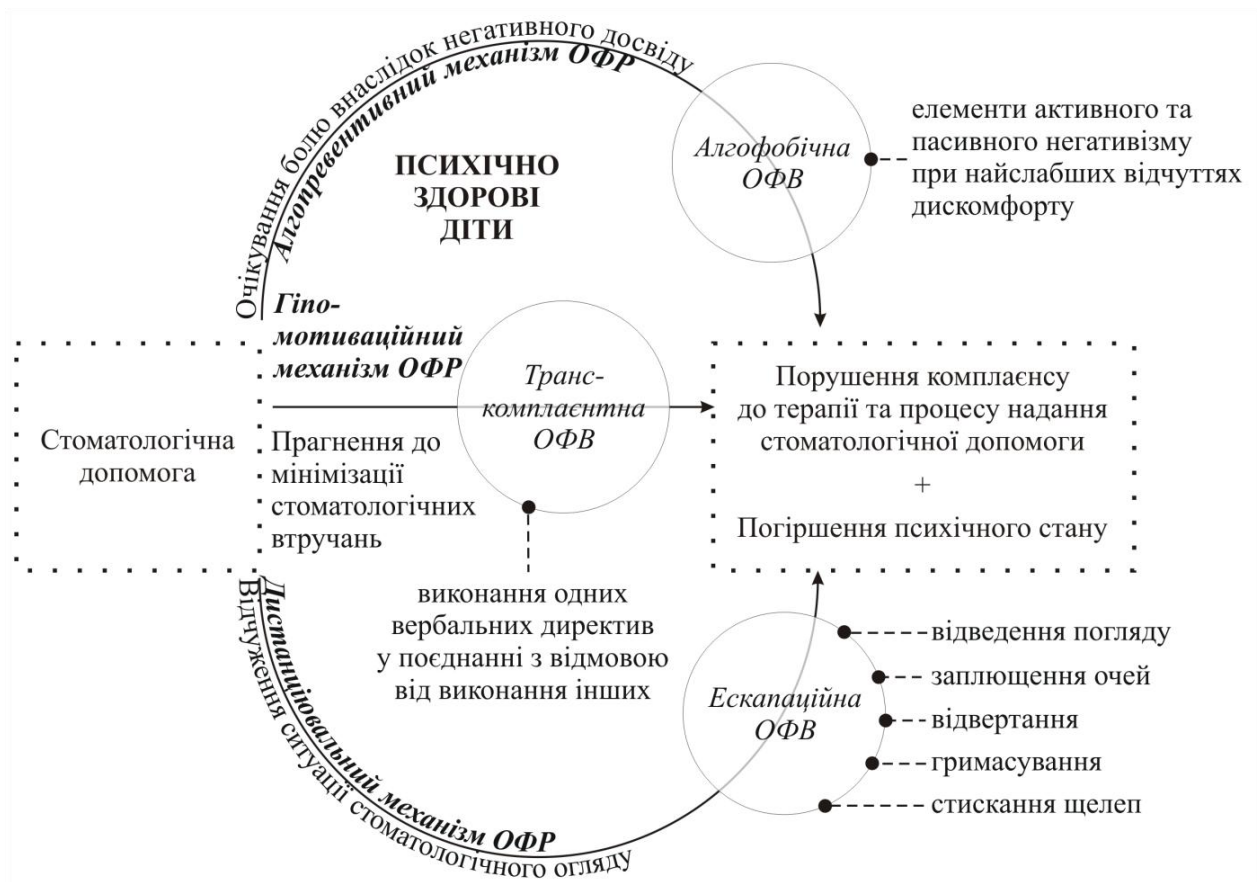 Очікування болю внаслідок негативного досвіду
Алгопревентивний механізм ОФР
ПСИХІЧНО
ЗДОРОВІ
ДІТИ
Алгофобічна
ОФВ
елементи активного та
пасивного негативізму
при найслабших відчуттях
дискомфорту
Стоматологічна
допомога
Гіпо-
мотиваційний
механізм ОФР
Прагнення до
мінімізації
стоматологічних
втручань
Транс-
комплаєнтна
ОФВ
виконання одних
вербальних директив
у поєднанні з відмовою
від виконання інших
Порушення комплаєнсу
до терапії та процесу надання
стоматологічної допомоги
+
Погіршення психічного стану
Дистанціювальний механізм ОФР
Відчуження ситуації стоматологічного огляду
Ескапаційна
ОФВ
відведення погляду
заплющення очей
відвертання
гримасування
стискання щелеп